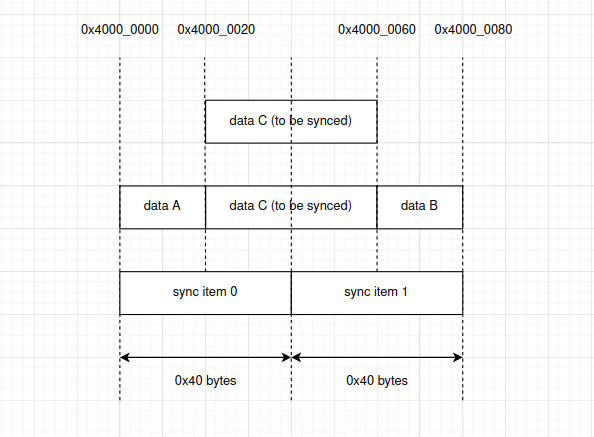 0x4000_0000 0x4000_0020 0x4000_0060 0x4000_0080
data C (to be synced)
data A data C (to be synced) data B
sync item 0 sync item 1
0x40 bytes 0x40 bytes